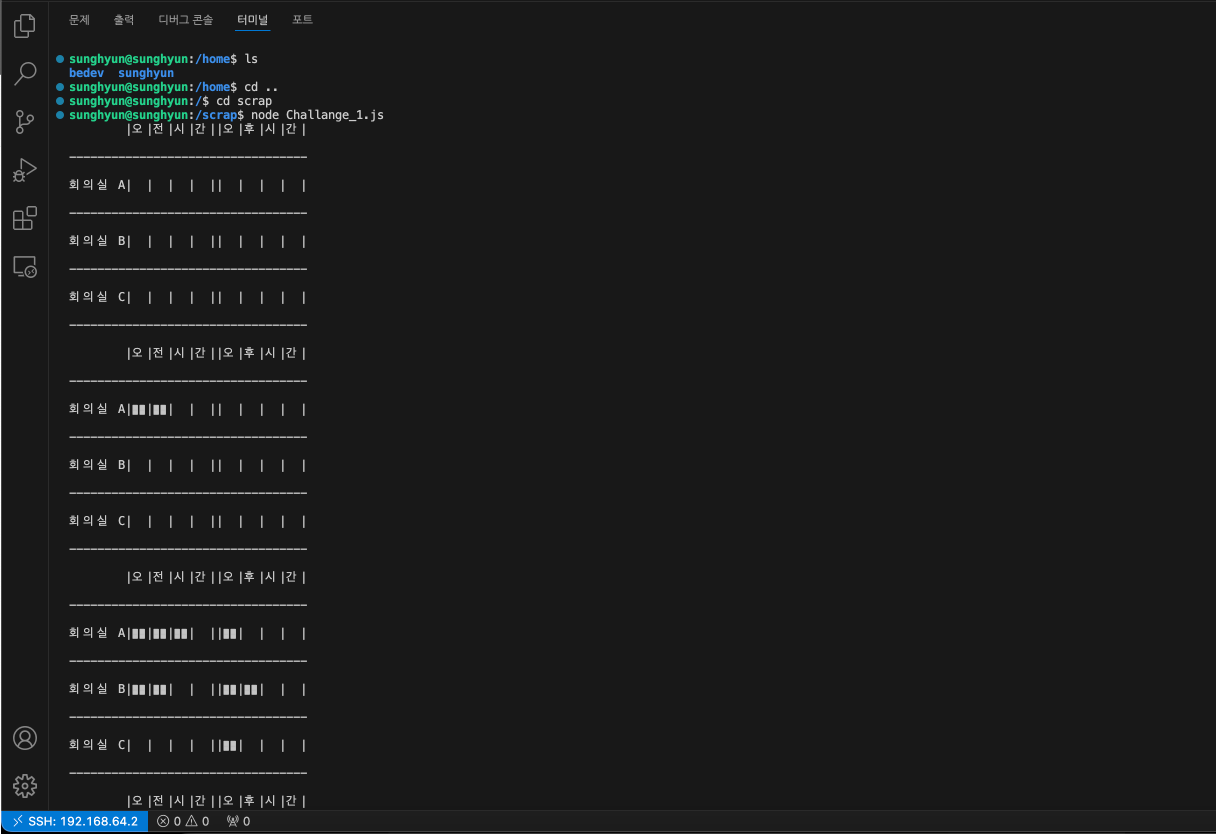 문제 출력 디버그 콘솔 터미널 포트
sunghyun@sunghyun:/home$ ls
bedev  sunghyun
sunghyun@sunghyun:/home$ cd ..
sunghyun@sunghyun:/$ cd scrap
sunghyun@sunghyun:/scrap$ node Challange_1.js
|오 |전 |시 |간 ||오 |후 |시 |간 |
----------------------------------
회의실 A|  |  |  |  ||  |  |  |  |
----------------------------------
회의실 B|  |  |  |  ||  |  |  |  |
----------------------------------
회의실 C|  |  |  |  ||  |  |  |  |
----------------------------------
|오 |전 |시 |간 ||오 |후 |시 |간 |
----------------------------------
회의실 A|■■|■■|  |  ||  |  |  |  |
----------------------------------
회의실 B|  |  |  |  ||  |  |  |  |
----------------------------------
회의실 C|  |  |  |  ||  |  |  |  |
----------------------------------
|오 |전 |시 |간 ||오 |후 |시 |간 |
----------------------------------
회의실 A|■■|■■|■■|  ||■■|  |  |  |
----------------------------------
회의실 B|■■|■■|  |  ||■■|■■|  |  |
----------------------------------
회의실 C|  |  |  |  ||■■|  |  |  |
----------------------------------
|오 |전 |시 |간 ||오 |후 |시 |간 |
SSH: 192.168.64.2 0 0 0